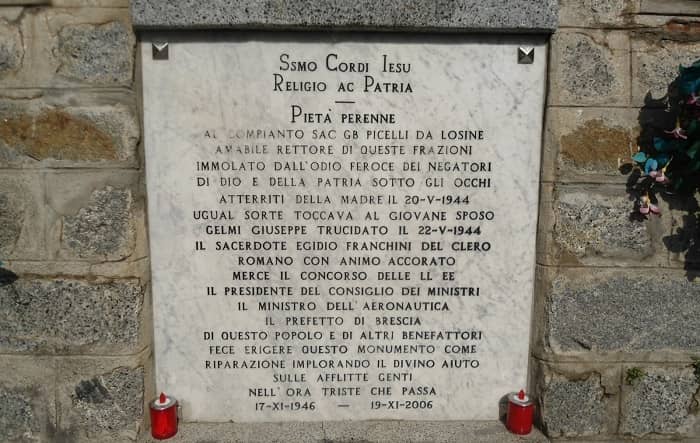 SSMO CORDI IESU
RELIGIO AC PATRIA
—
PIETA' PERENNE
AL COMPIANTO SAC GB PICELLI DA LOSINE
AMABILE RETTORE DI QUESTE FRAZIONI
IMMOLATO DALL'ODIO FEROCE DEI NEGATORI
DI DIO E DELLA PATRIA SOTTO GLI OCCHI
ATTERRITI DELLA MADRE IL 20-V-1944
UGUAL SORTE TOCCAVA AL GIOVANE SPOSO
GELMI GIUSEPPE TRUCIDATO IL 22-V-1944
IL SACERDOTE EGIDIO FRANCHINI DEL CLERO
ROMANO CON ANIMO ACCORATO
MERCE IL CONCORSO DELLE LL EE
IL PRESIDENTE DEL CONSIGLIO DEI MINISTRI
IL MINISTRO DELL'AERONAUTICA
IL PREFETTO DI BRESCIA
DI QUESTO POPOLO E DI ALTRI BENEFATTORI
FECE ERIGERE QUESTO MONUMENTO COME
RIPARAZIONE IMPLORANDO IL DIVINO AIUTO
SULLE AFFLITTE GENTI
NELL'ORA TRISTE CHE PASSA
17-XI-1946 — 19-XI-2006